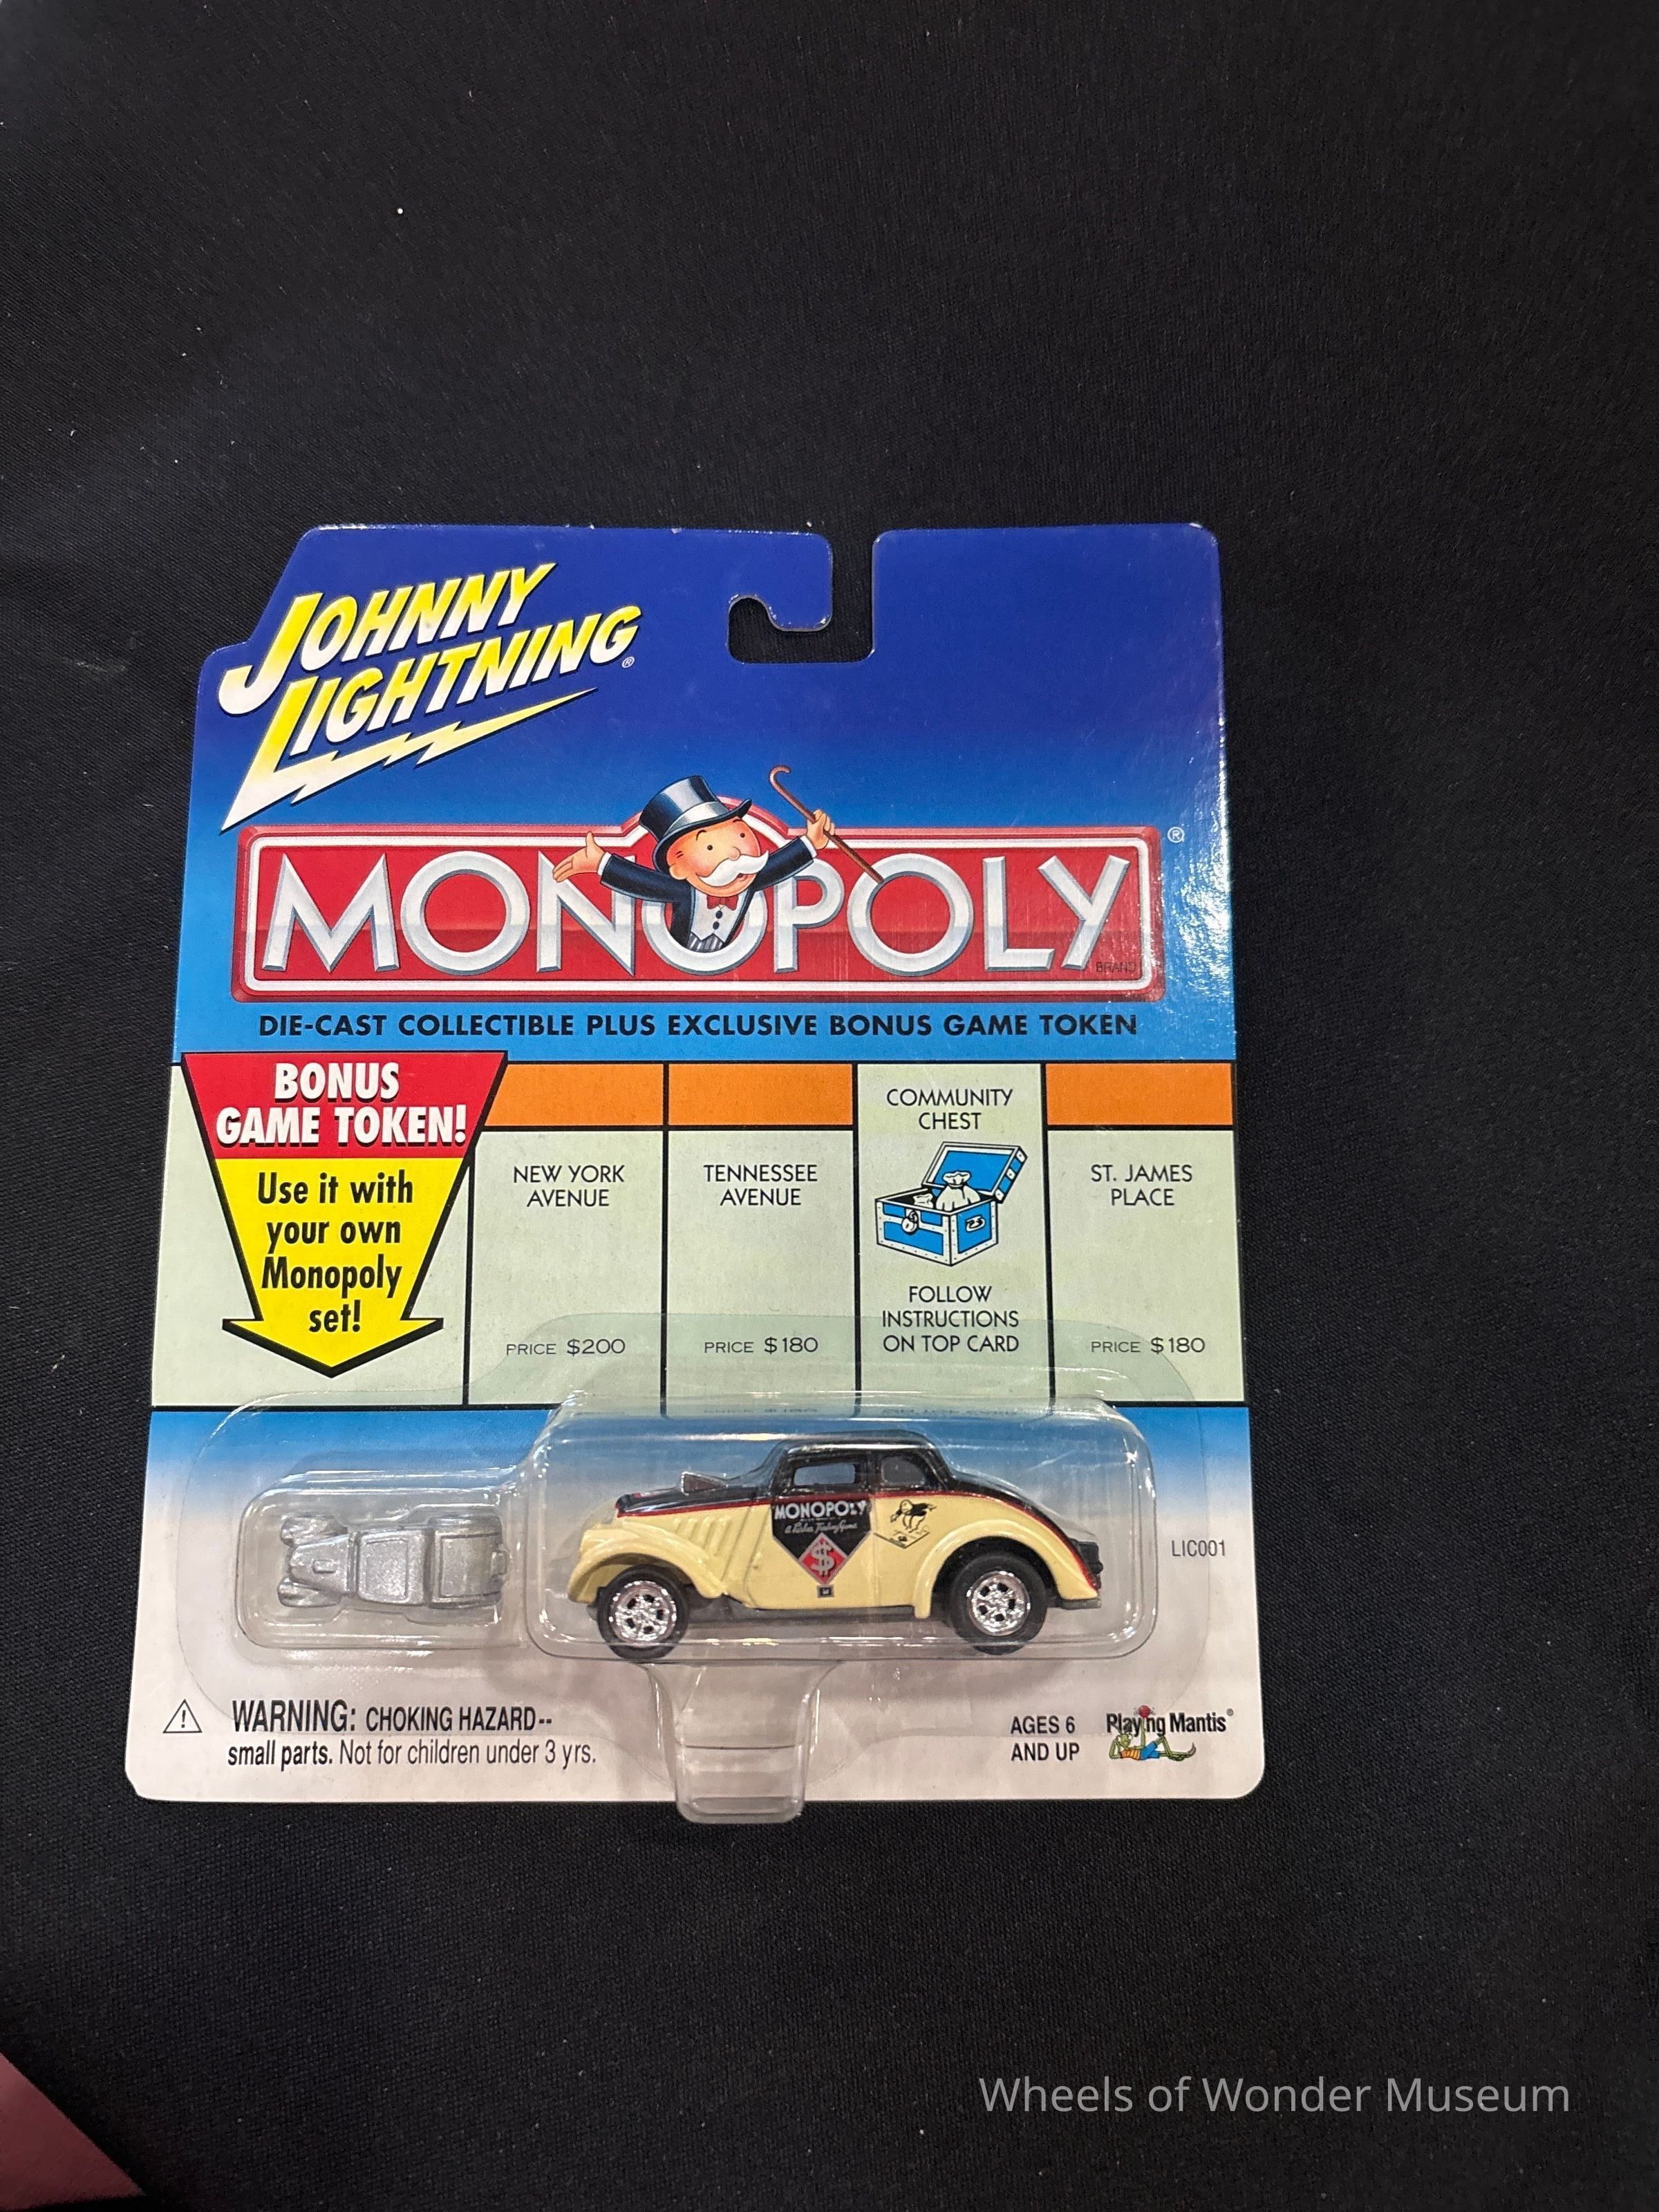 JOHNNY
LIGHTNING®
MONOPOLY®
BRAND
DIE-CAST COLLECTIBLE PLUS EXCLUSIVE BONUS GAME TOKEN
BONUS
GAME TOKEN!
Use it with
your own
Monopoly
set!
NEW YORK
AVENUE
PRICE $200
TENNESSEE
AVENUE
PRICE $180
COMMUNITY
CHEST
FOLLOW
INSTRUCTIONS
ON TOP CARD
ST. JAMES
PLACE
PRICE $180
MONOPOLY
$
LIC001
WARNING: CHOKING HAZARD--
small parts. Not for children under 3 yrs.
AGES 6
AND UP
Playing Mantis®
Wheels of Wonder Museum